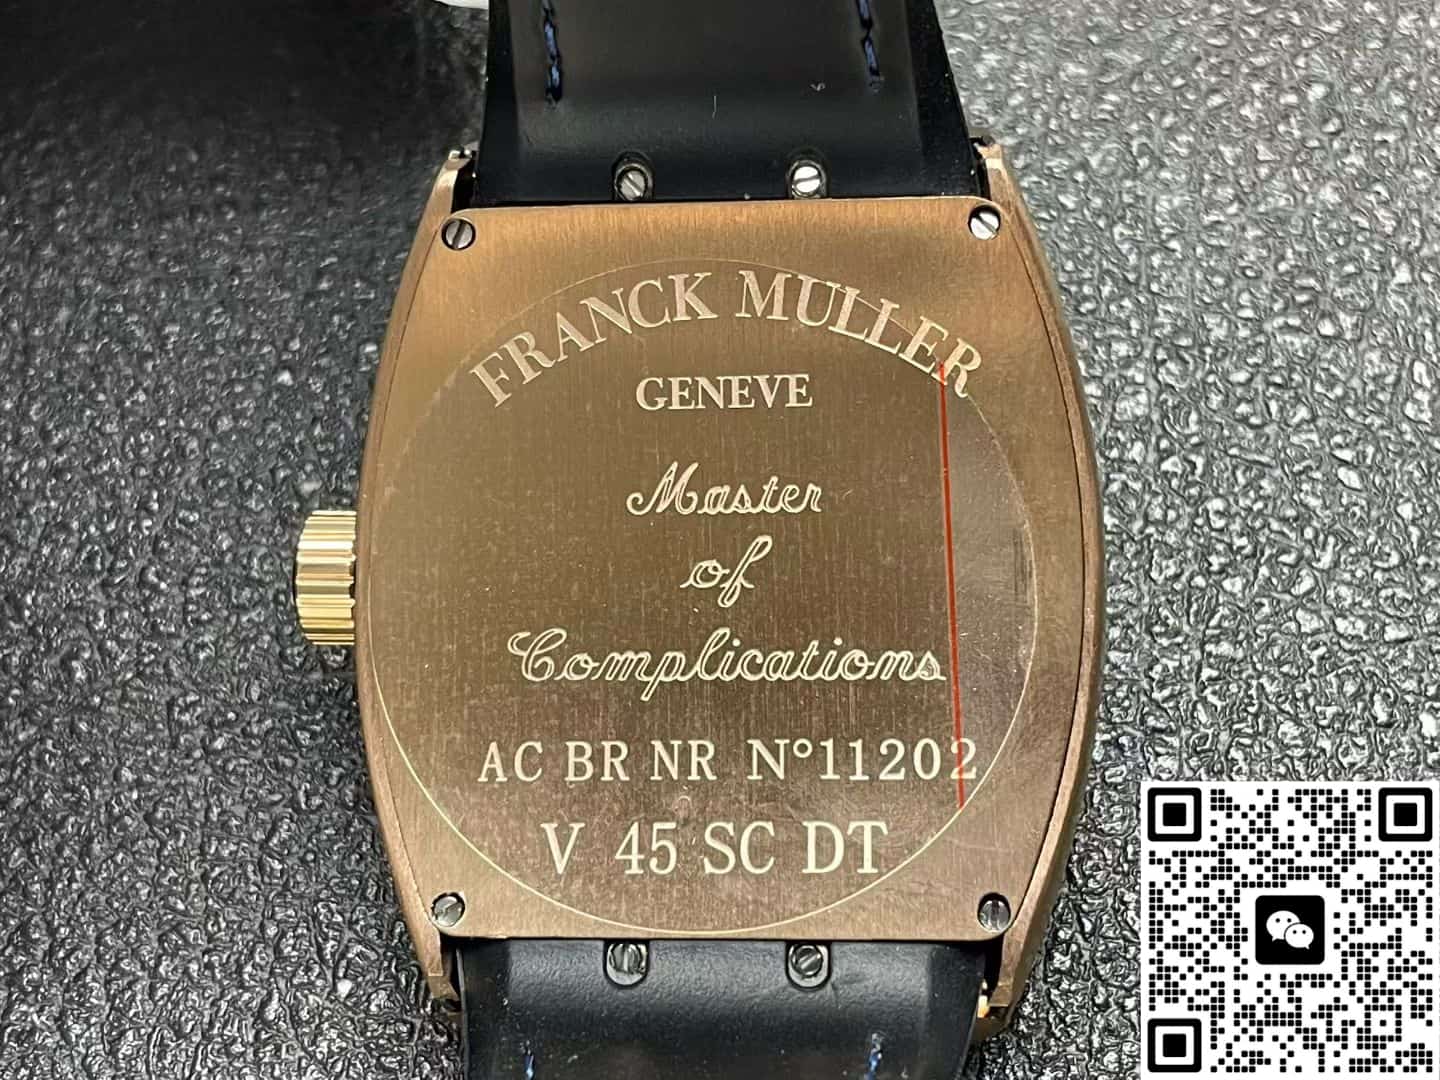 FRANCK MULLER
GENEVE
Master
of
Complications
AC BR NR N°11202
V 45 SC DT